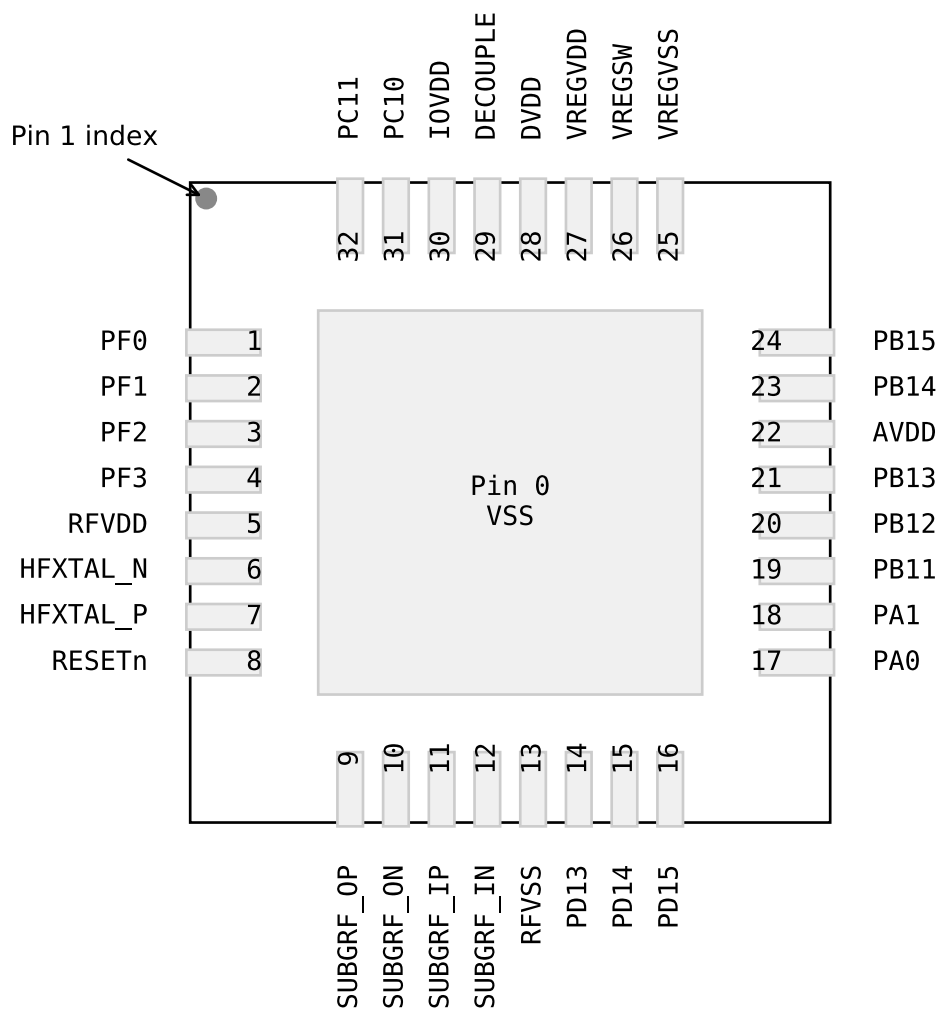 PC11
PC10
IOVDD
DECOUPLE
DVDD
VREGVDD
VREGSW
VREGVSS
Pin 1 index
32
31
30
29
28
27
26
25
PF0 1
PF1 2
PF2 3
PF3 4
RFVDD 5
HFXTAL_N 6
HFXTAL_P 7
RESETn 8
Pin 0
VSS
24 PB15
23 PB14
22 AVDD
21 PB13
20 PB12
19 PB11
18 PA1
17 PA0
9
10
11
12
13
14
15
16
SUBGRF_OP
SUBGRF_ON
SUBGRF_IP
SUBGRF_IN
RFVSS
PD13
PD14
PD15